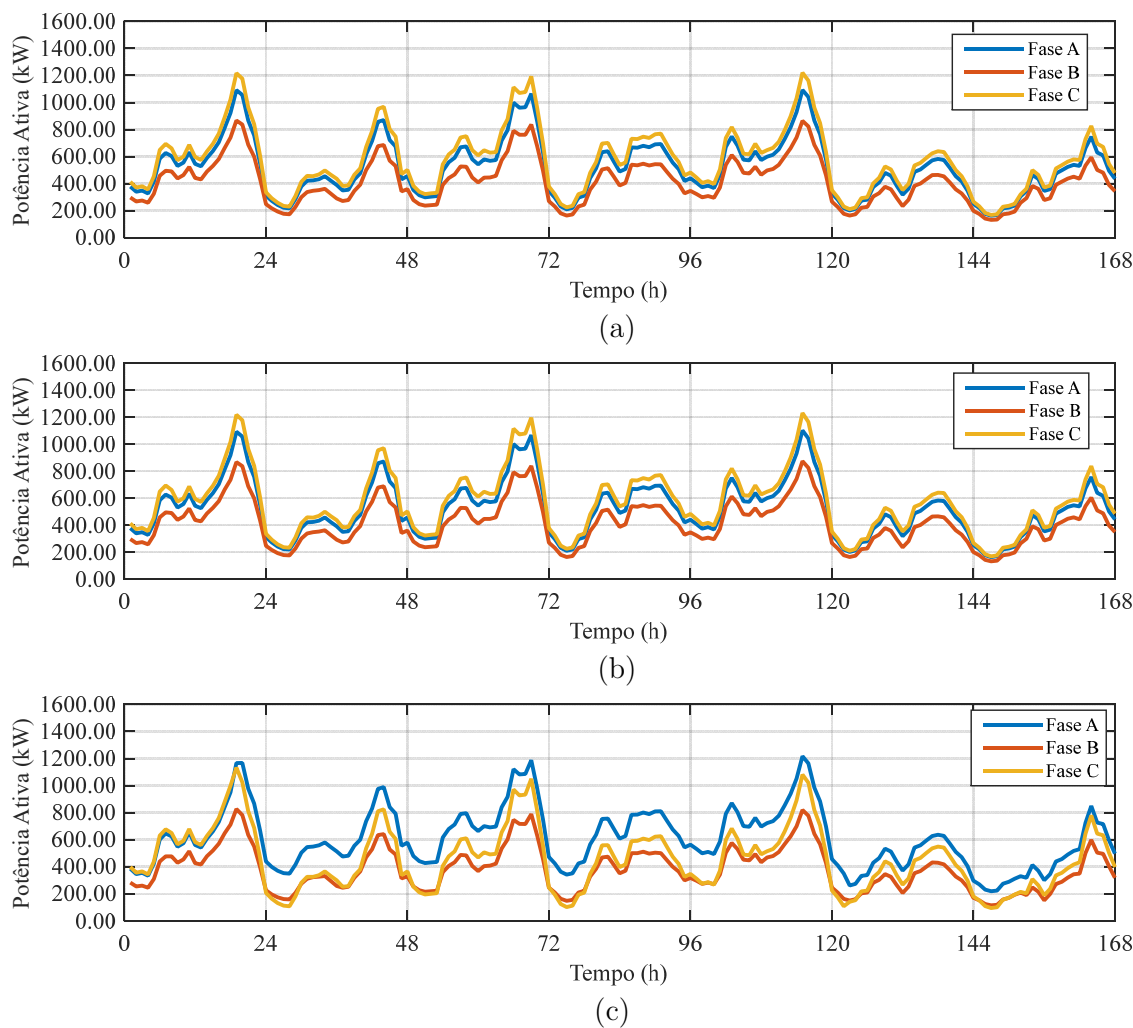 1600.00
1400.00
1200.00
1000.00
800.00
600.00
400.00
200.00
0.00
Potência Ativa (kW)
Fase A
Fase B
Fase C
0 24 48 72 96 120 144 168
Tempo (h)
(a)
1600.00
1400.00
1200.00
1000.00
800.00
600.00
400.00
200.00
0.00
Potência Ativa (kW)
Fase A
Fase B
Fase C
0 24 48 72 96 120 144 168
Tempo (h)
(b)
1600.00
1400.00
1200.00
1000.00
800.00
600.00
400.00
200.00
0.00
Potência Ativa (kW)
Fase A
Fase B
Fase C
0 24 48 72 96 120 144 168
Tempo (h)
(c)